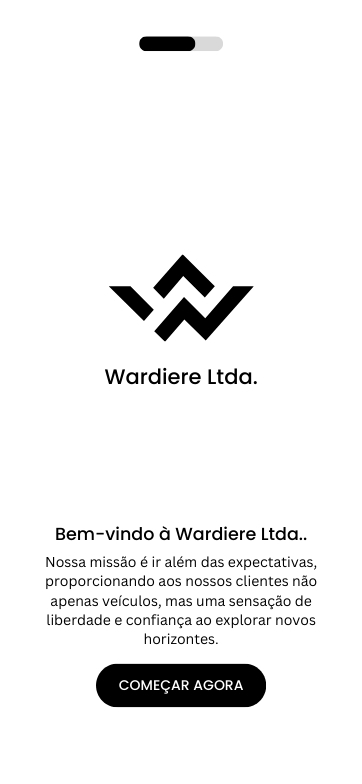 Wardiere Ltda.
Bem-vindo à Wardiere Ltda..
Nossa missão é ir além das expectativas,
proporcionando aos nossos clientes não
apenas veículos, mas uma sensação de
liberdade e confiança ao explorar novos
horizontes.
COMEÇAR AGORA